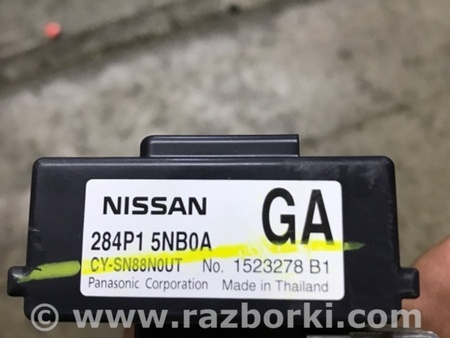 NISSAN GA
284P1 5NB0A
CY-SN88N0UT No. 1523278 B1
Panasonic Corporation Made in Thailand
www.razborki.com